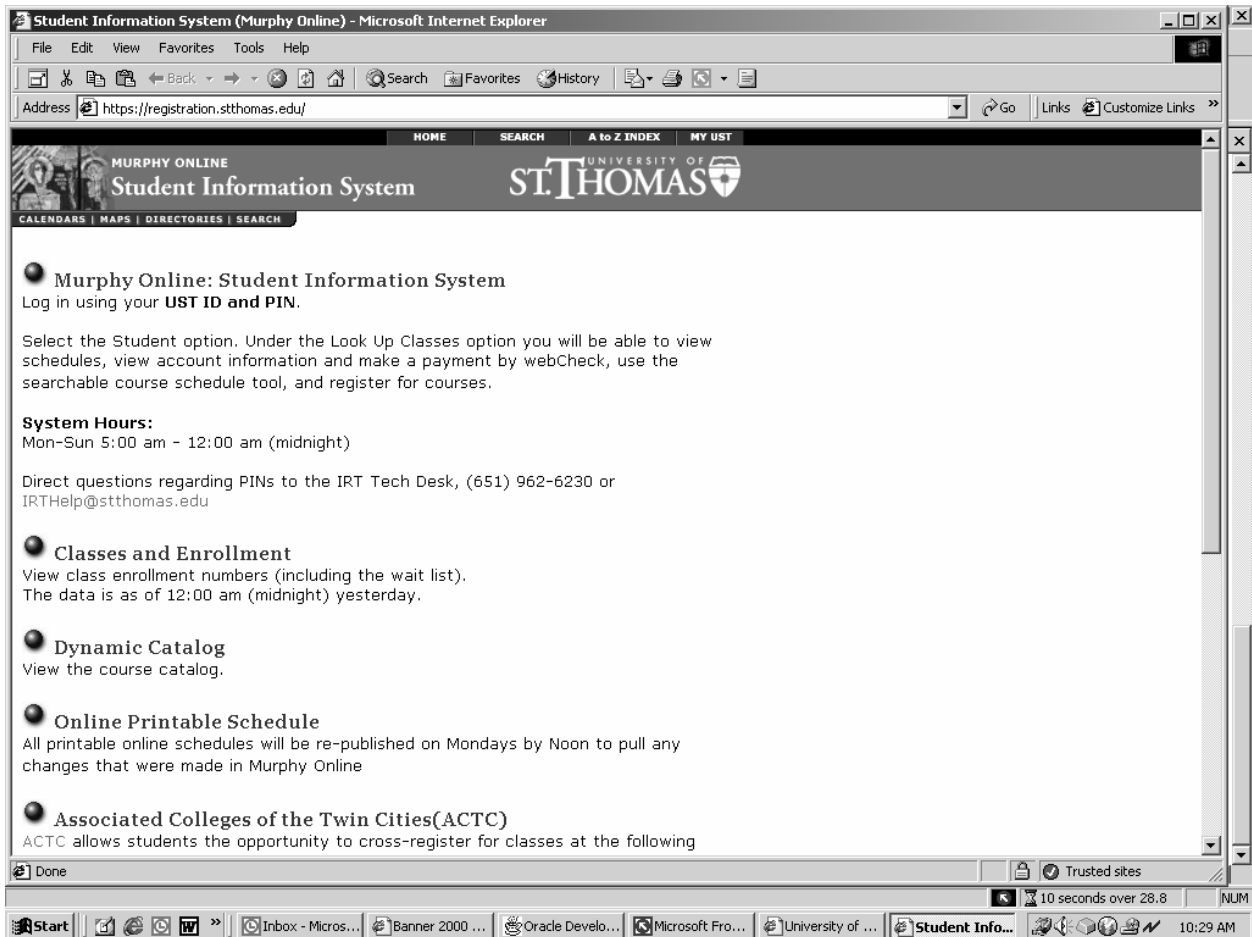 Student Information System (Murphy Online) - Microsoft Internet Explorer
File Edit View Favorites Tools Help
Back Search Favorites History
Address https://registration.stthomas.edu/ Go Links Customize Links »
HOME SEARCH A to Z INDEX MY UST
MURPHY ONLINE
Student Information System
UNIVERSITY OF
ST. THOMAS
CALENDARS | MAPS | DIRECTORIES | SEARCH
Murphy Online: Student Information System
Log in using your UST ID and PIN.
Select the Student option. Under the Look Up Classes option you will be able to view
schedules, view account information and make a payment by webCheck, use the
searchable course schedule tool, and register for courses.
System Hours:
Mon-Sun 5:00 am - 12:00 am (midnight)
Direct questions regarding PINs to the IRT Tech Desk, (651) 962-6230 or
IRTHelp@stthomas.edu
Classes and Enrollment
View class enrollment numbers (including the wait list).
The data is as of 12:00 am (midnight) yesterday.
Dynamic Catalog
View the course catalog.
Online Printable Schedule
All printable online schedules will be re-published on Mondays by Noon to pull any
changes that were made in Murphy Online
Associated Colleges of the Twin Cities(ACTC)
ACTC allows students the opportunity to cross-register for classes at the following
Done Trusted sites
10 seconds over 28.8 NUM
Start » Inbox - Micros... Banner 2000 ... Oracle Develo... Microsoft Fro... University of ... Student Info... 10:29 AM